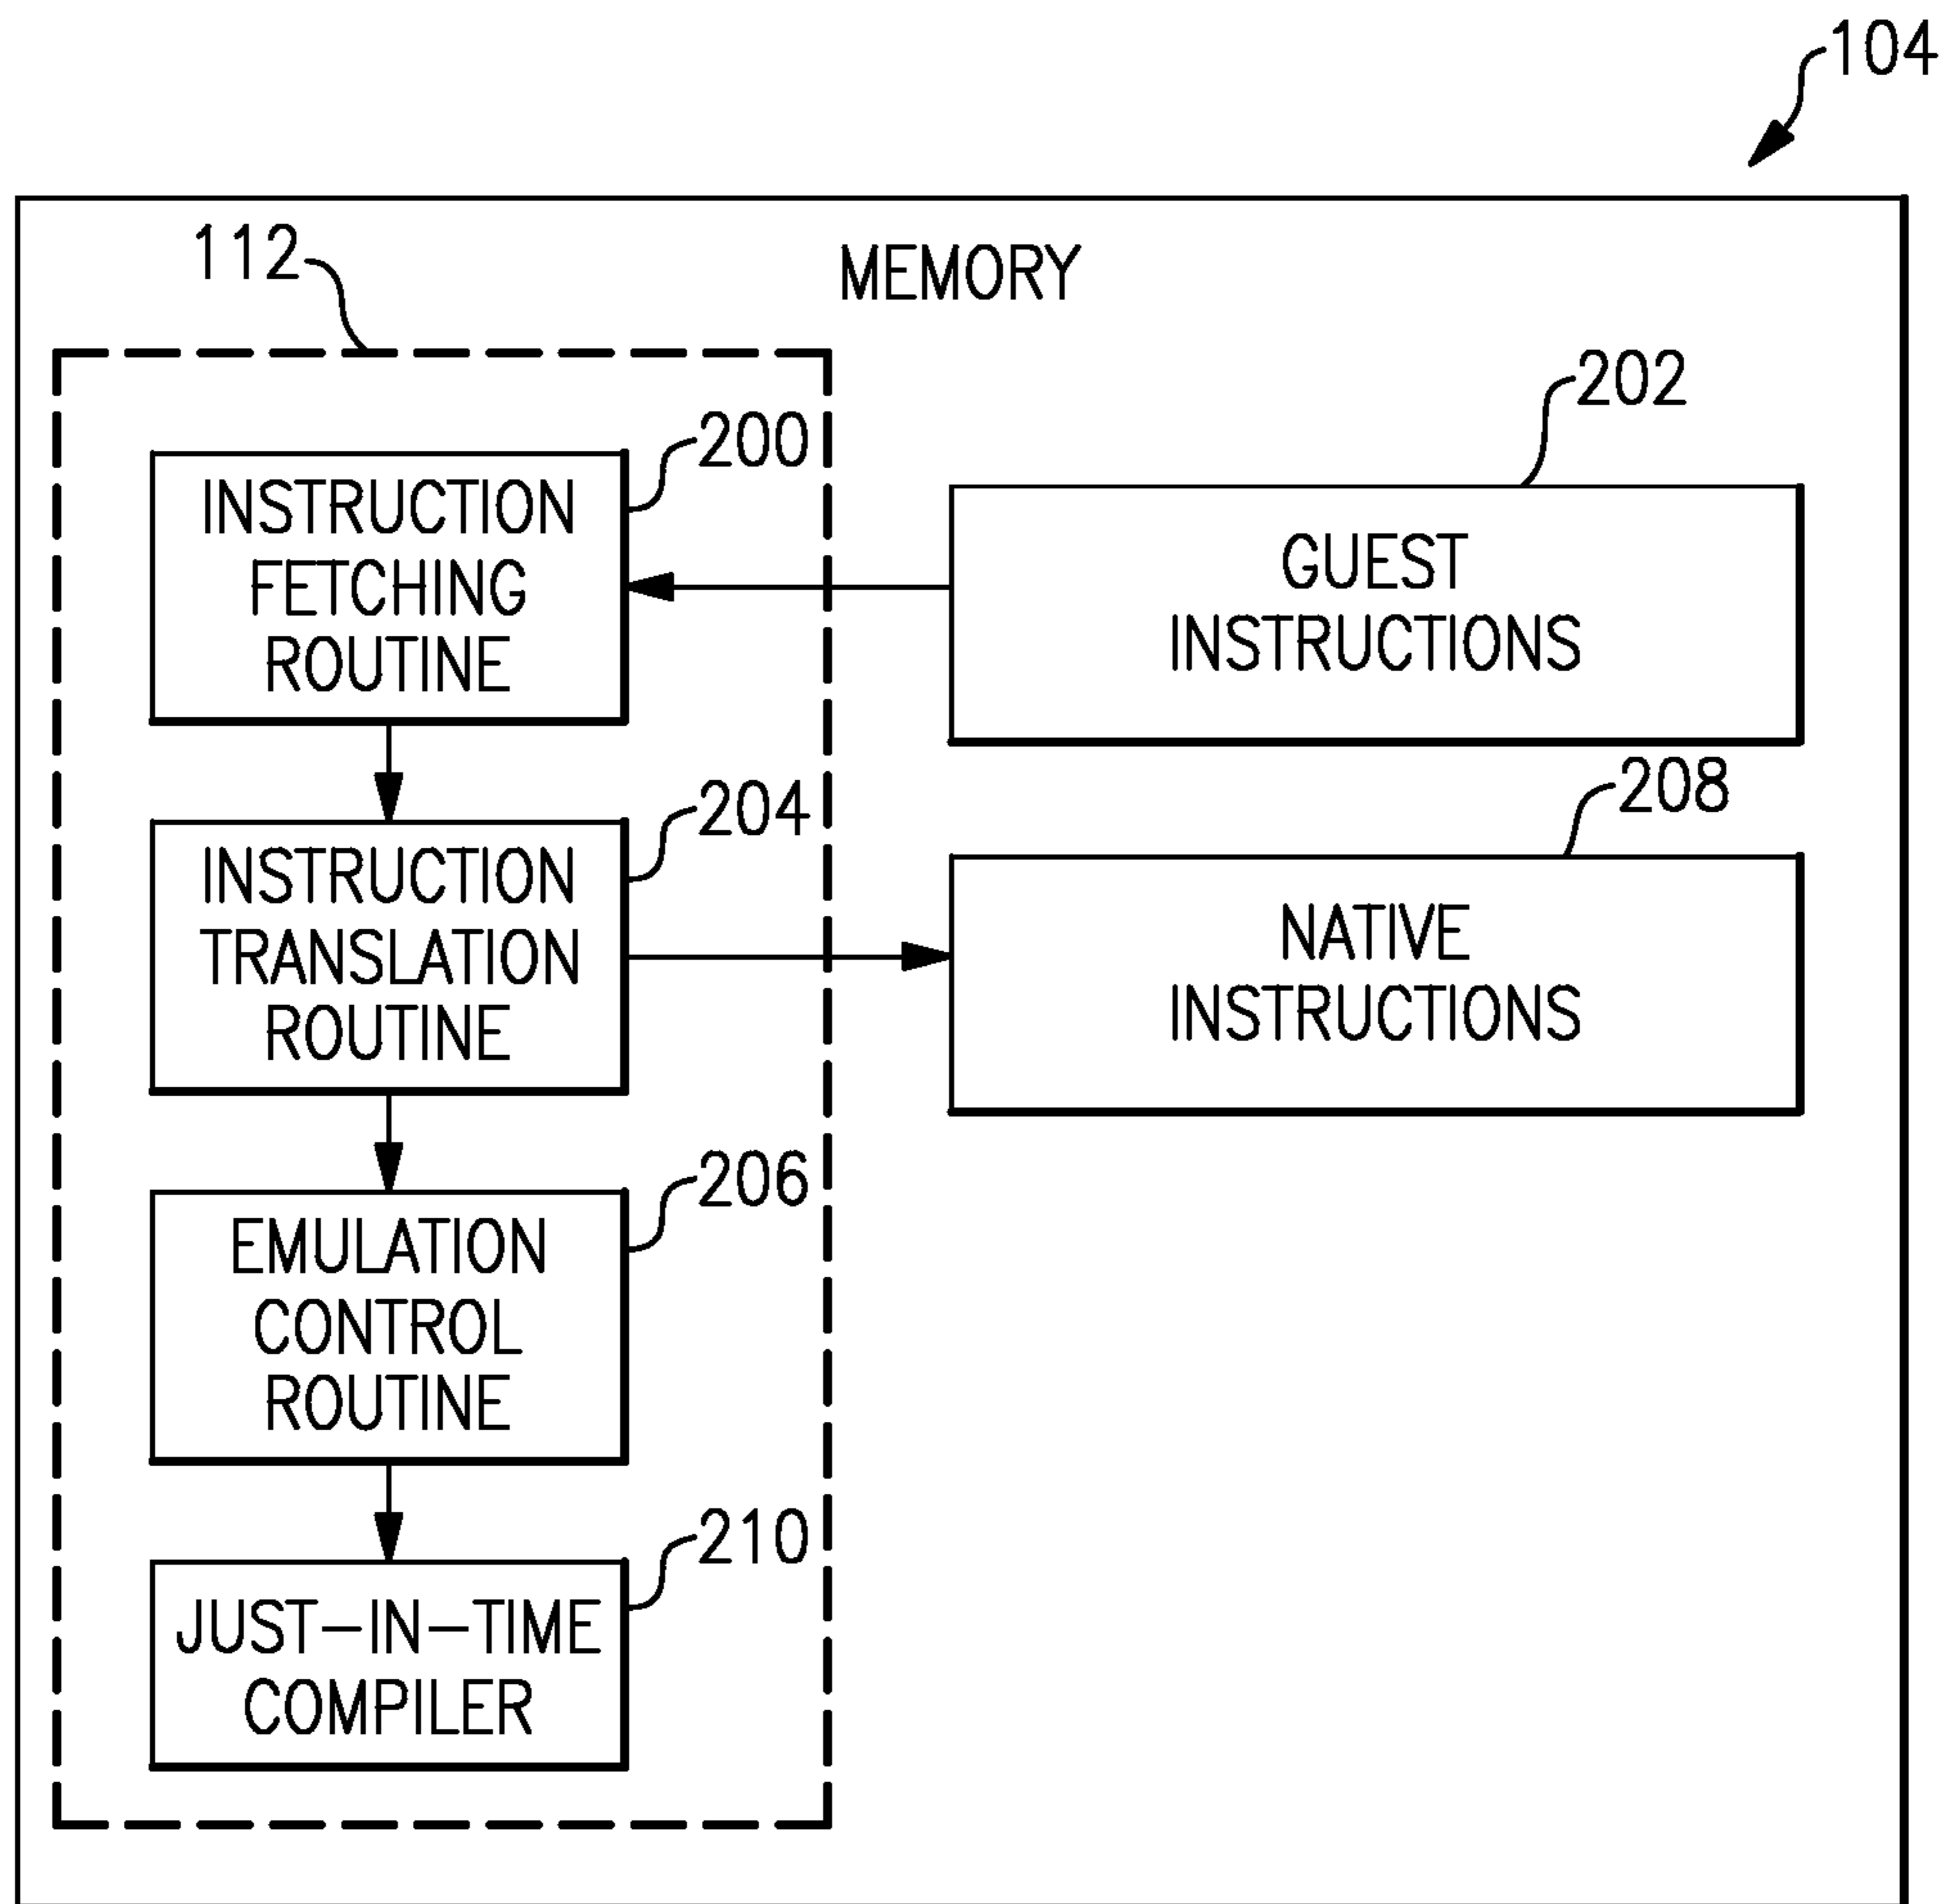 104
112
MEMORY
202
200
INSTRUCTION
FETCHING
ROUTINE
GUEST
INSTRUCTIONS
204
208
INSTRUCTION
TRANSLATION
ROUTINE
NATIVE
INSTRUCTIONS
206
EMULATION
CONTROL
ROUTINE
210
JUST-IN-TIME
COMPILER